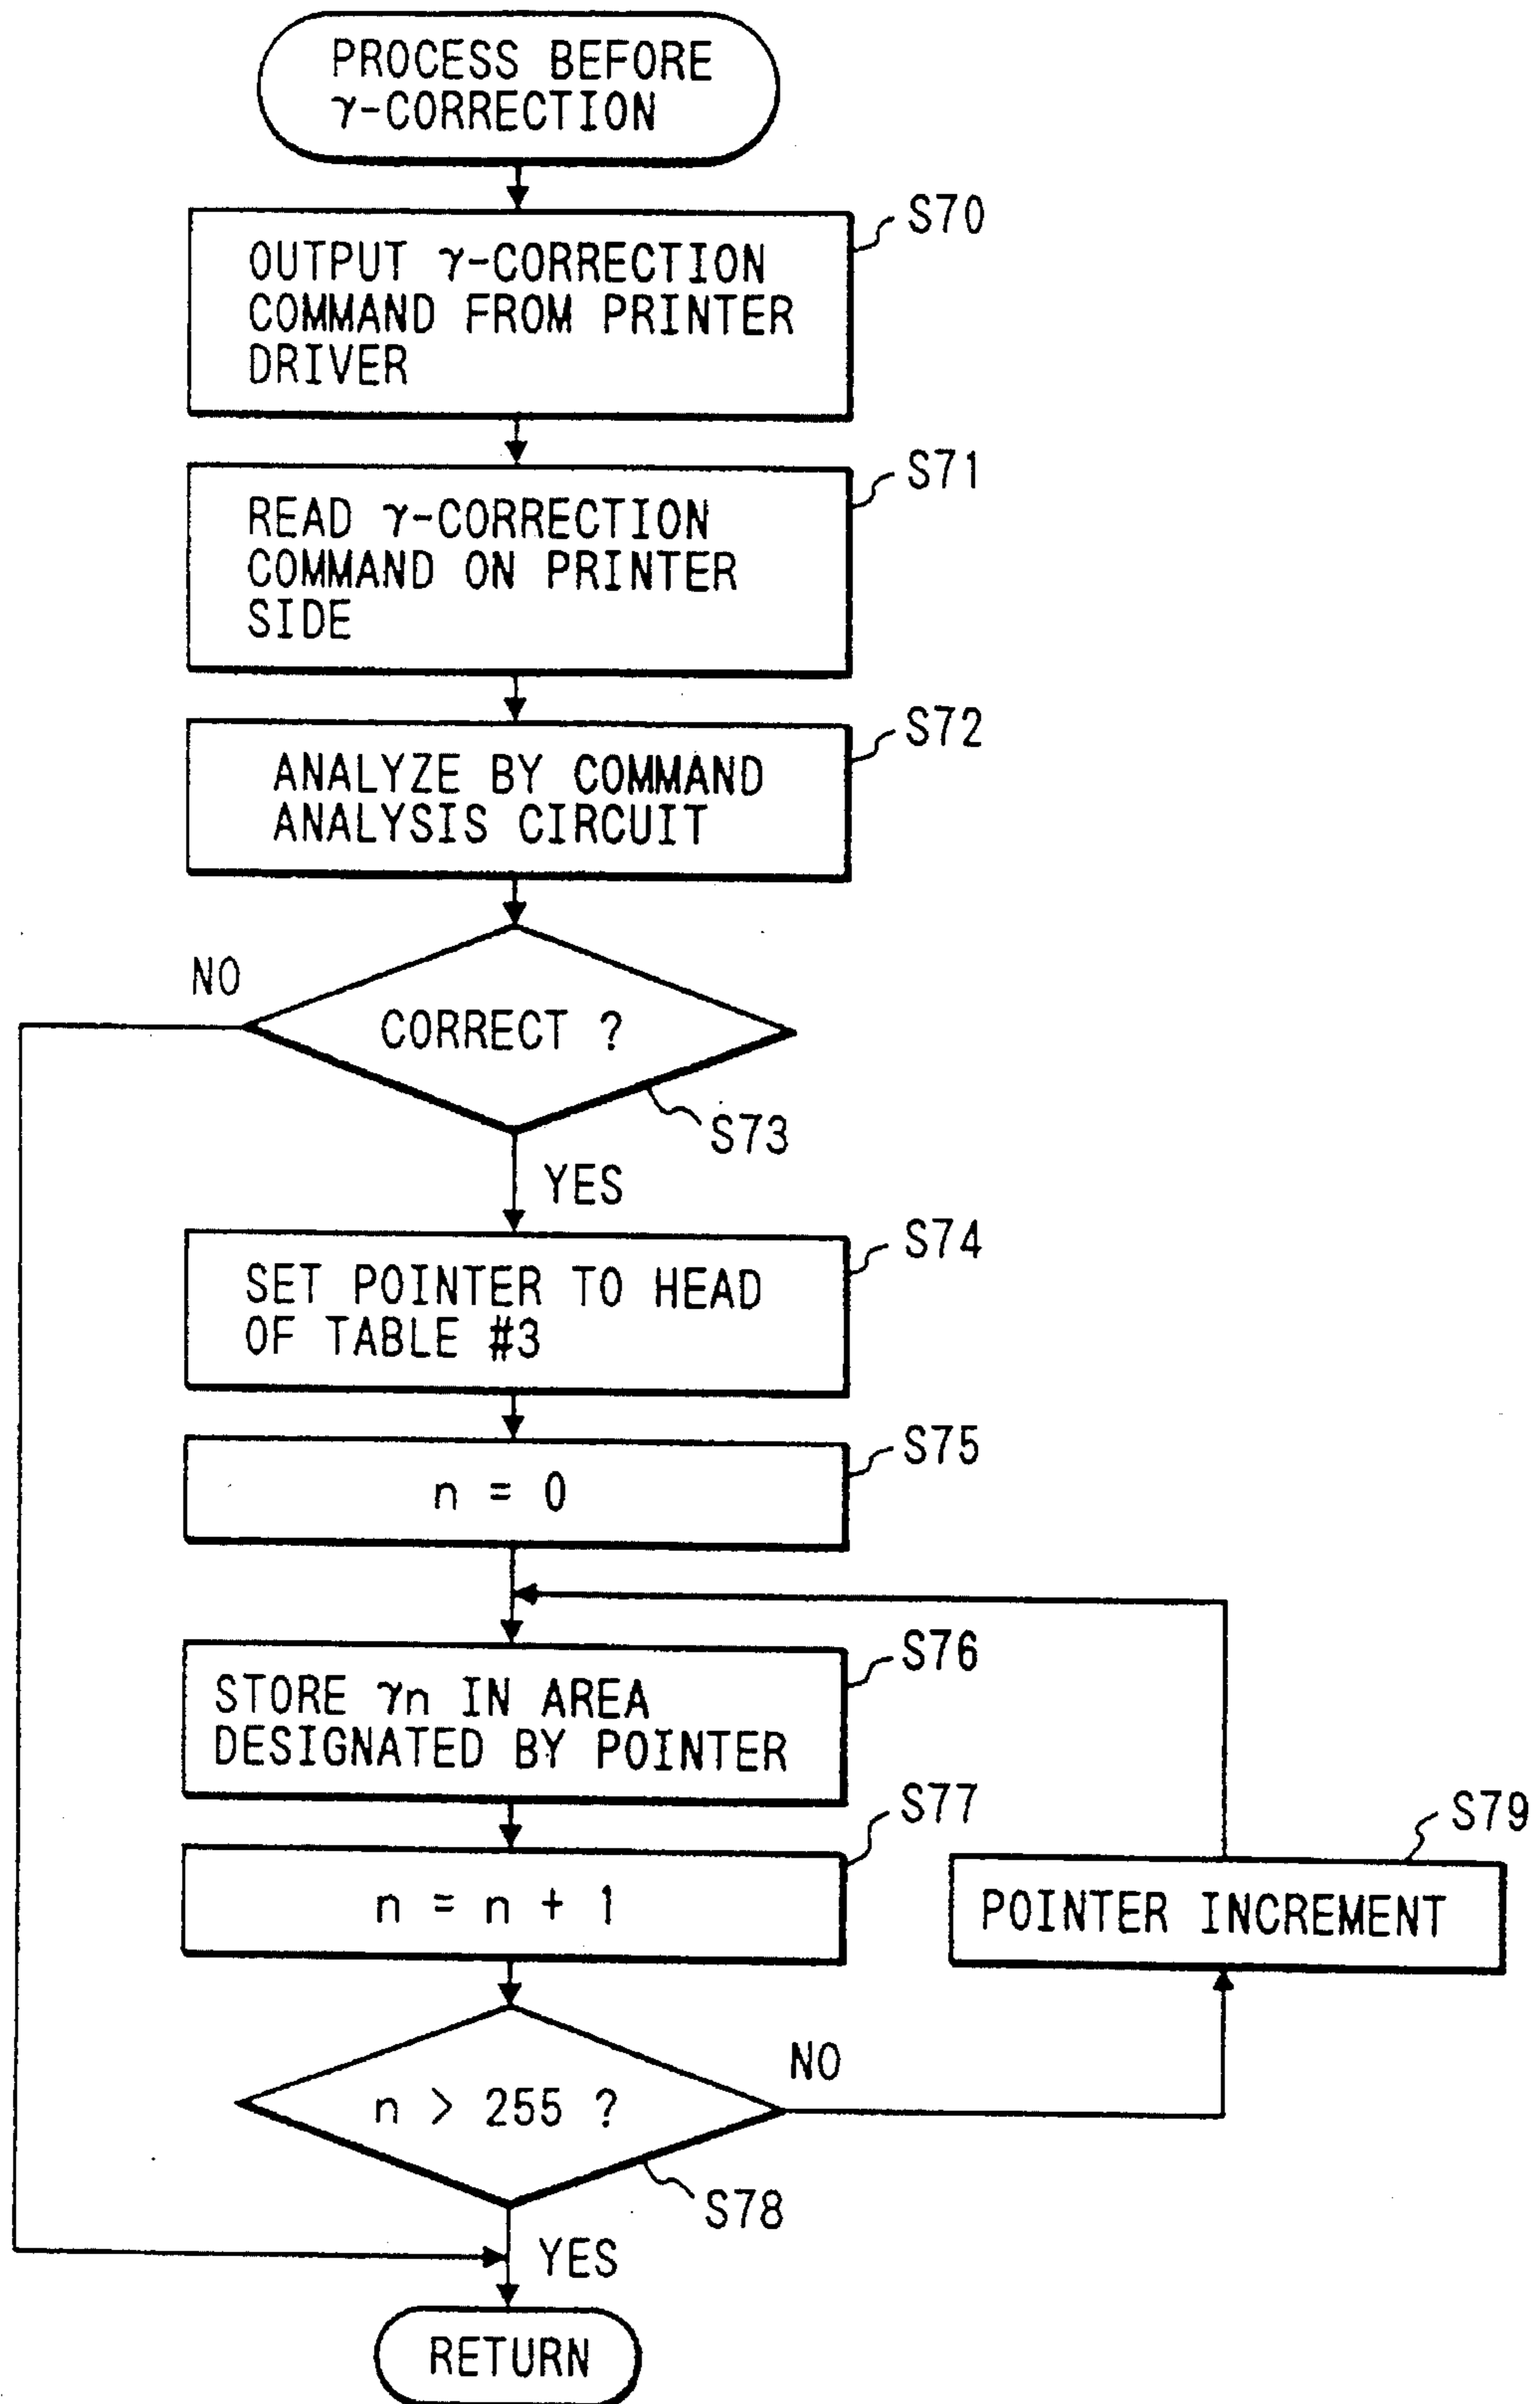 PROCESS BEFORE
γ-CORRECTION
S70
OUTPUT γ-CORRECTION
COMMAND FROM PRINTER
DRIVER
S71
READ γ-CORRECTION
COMMAND ON PRINTER
SIDE
S72
ANALYZE BY COMMAND
ANALYSIS CIRCUIT
NO
CORRECT ?
S73
YES
S74
SET POINTER TO HEAD
OF TABLE #3
S75
n = 0
S76
STORE γn IN AREA
DESIGNATED BY POINTER
S77
n = n + 1
S79
POINTER INCREMENT
NO
n > 255 ?
S78
YES
RETURN